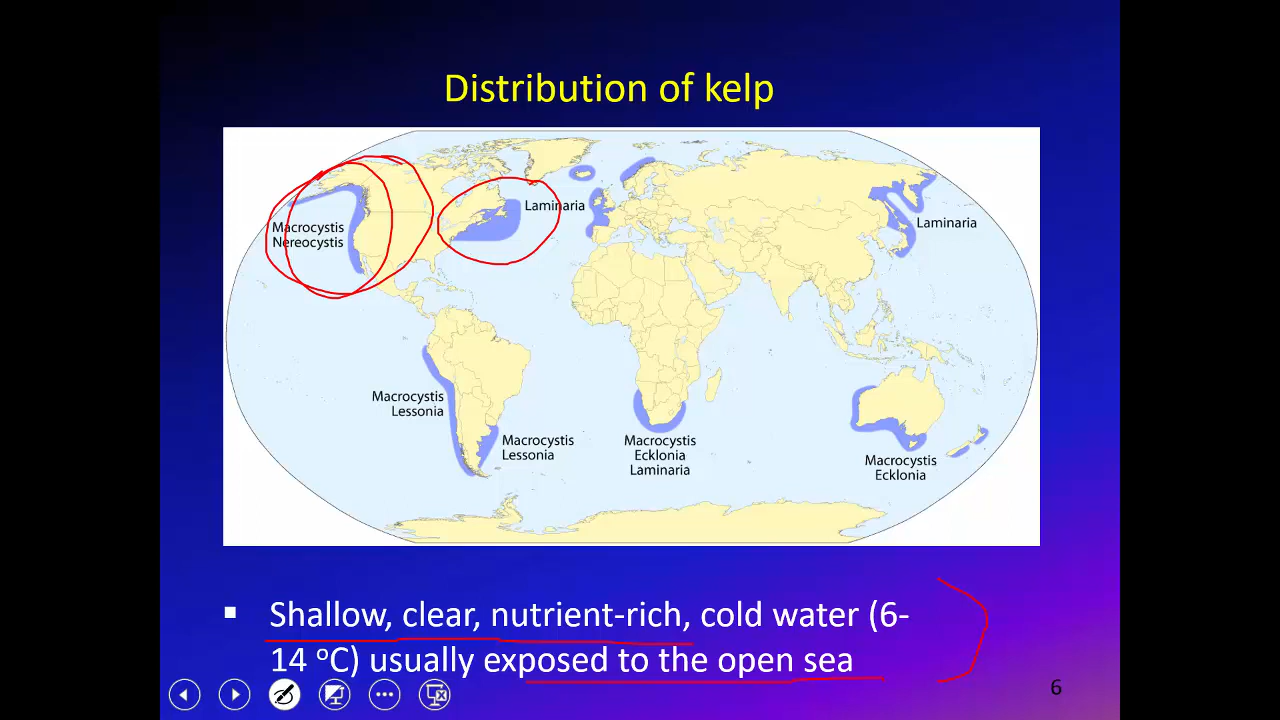 Distribution of kelp
Macrocystis
Nereocystis
Laminaria
Laminaria
Macrocystis
Lessonia
Macrocystis
Lessonia
Macrocystis
Ecklonia
Laminaria
Macrocystis
Ecklonia
▪ Shallow, clear, nutrient-rich, cold water (6-
14 ºC) usually exposed to the open sea
6